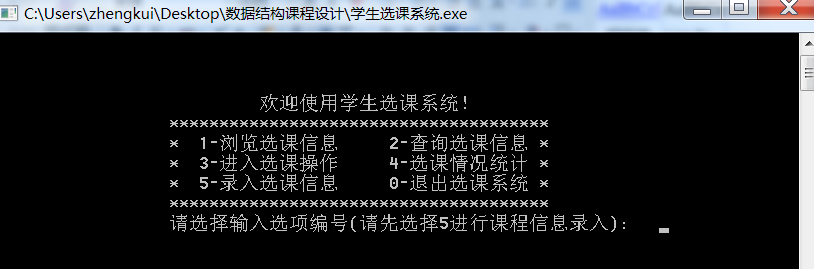 C:\Users\zhengkui\Desktop\数据结构课程设计\学生选课系统.exe
欢迎使用学生选课系统!
**************************************
* 1-浏览选课信息 2-查询选课信息 *
* 3-进入选课操作 4-选课情况统计 *
* 5-录入选课信息 0-退出选课系统 *
**************************************
请选择输入选项编号(请先选择5进行课程信息录入):